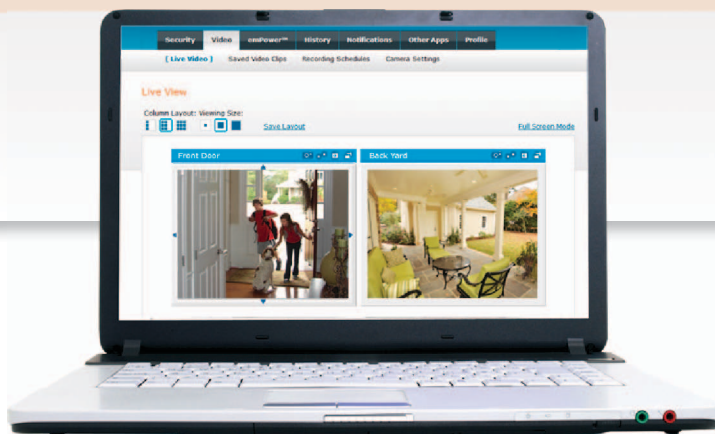 Security Video emPower™ History Notifications Other Apps Profile
( Live Video ) Saved Video Clips Recording Schedules Camera Settings
Live View
Column Layout: Viewing Size:
Save Layout Full Screen Mode
Front Door Back Yard